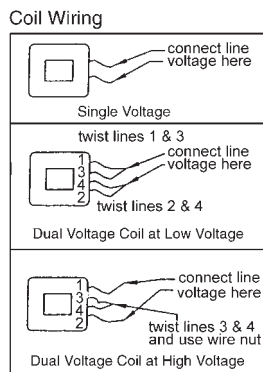 Coil Wiring
connect line
voltage here
Single Voltage
twist lines 1 & 3
1
3
4
2
connect line
voltage here
twist lines 2 & 4
Dual Voltage Coil at Low Voltage
1
3
4
2
connect line
voltage here
twist lines 3 & 4
and use wire nut
Dual Voltage Coil at High Voltage